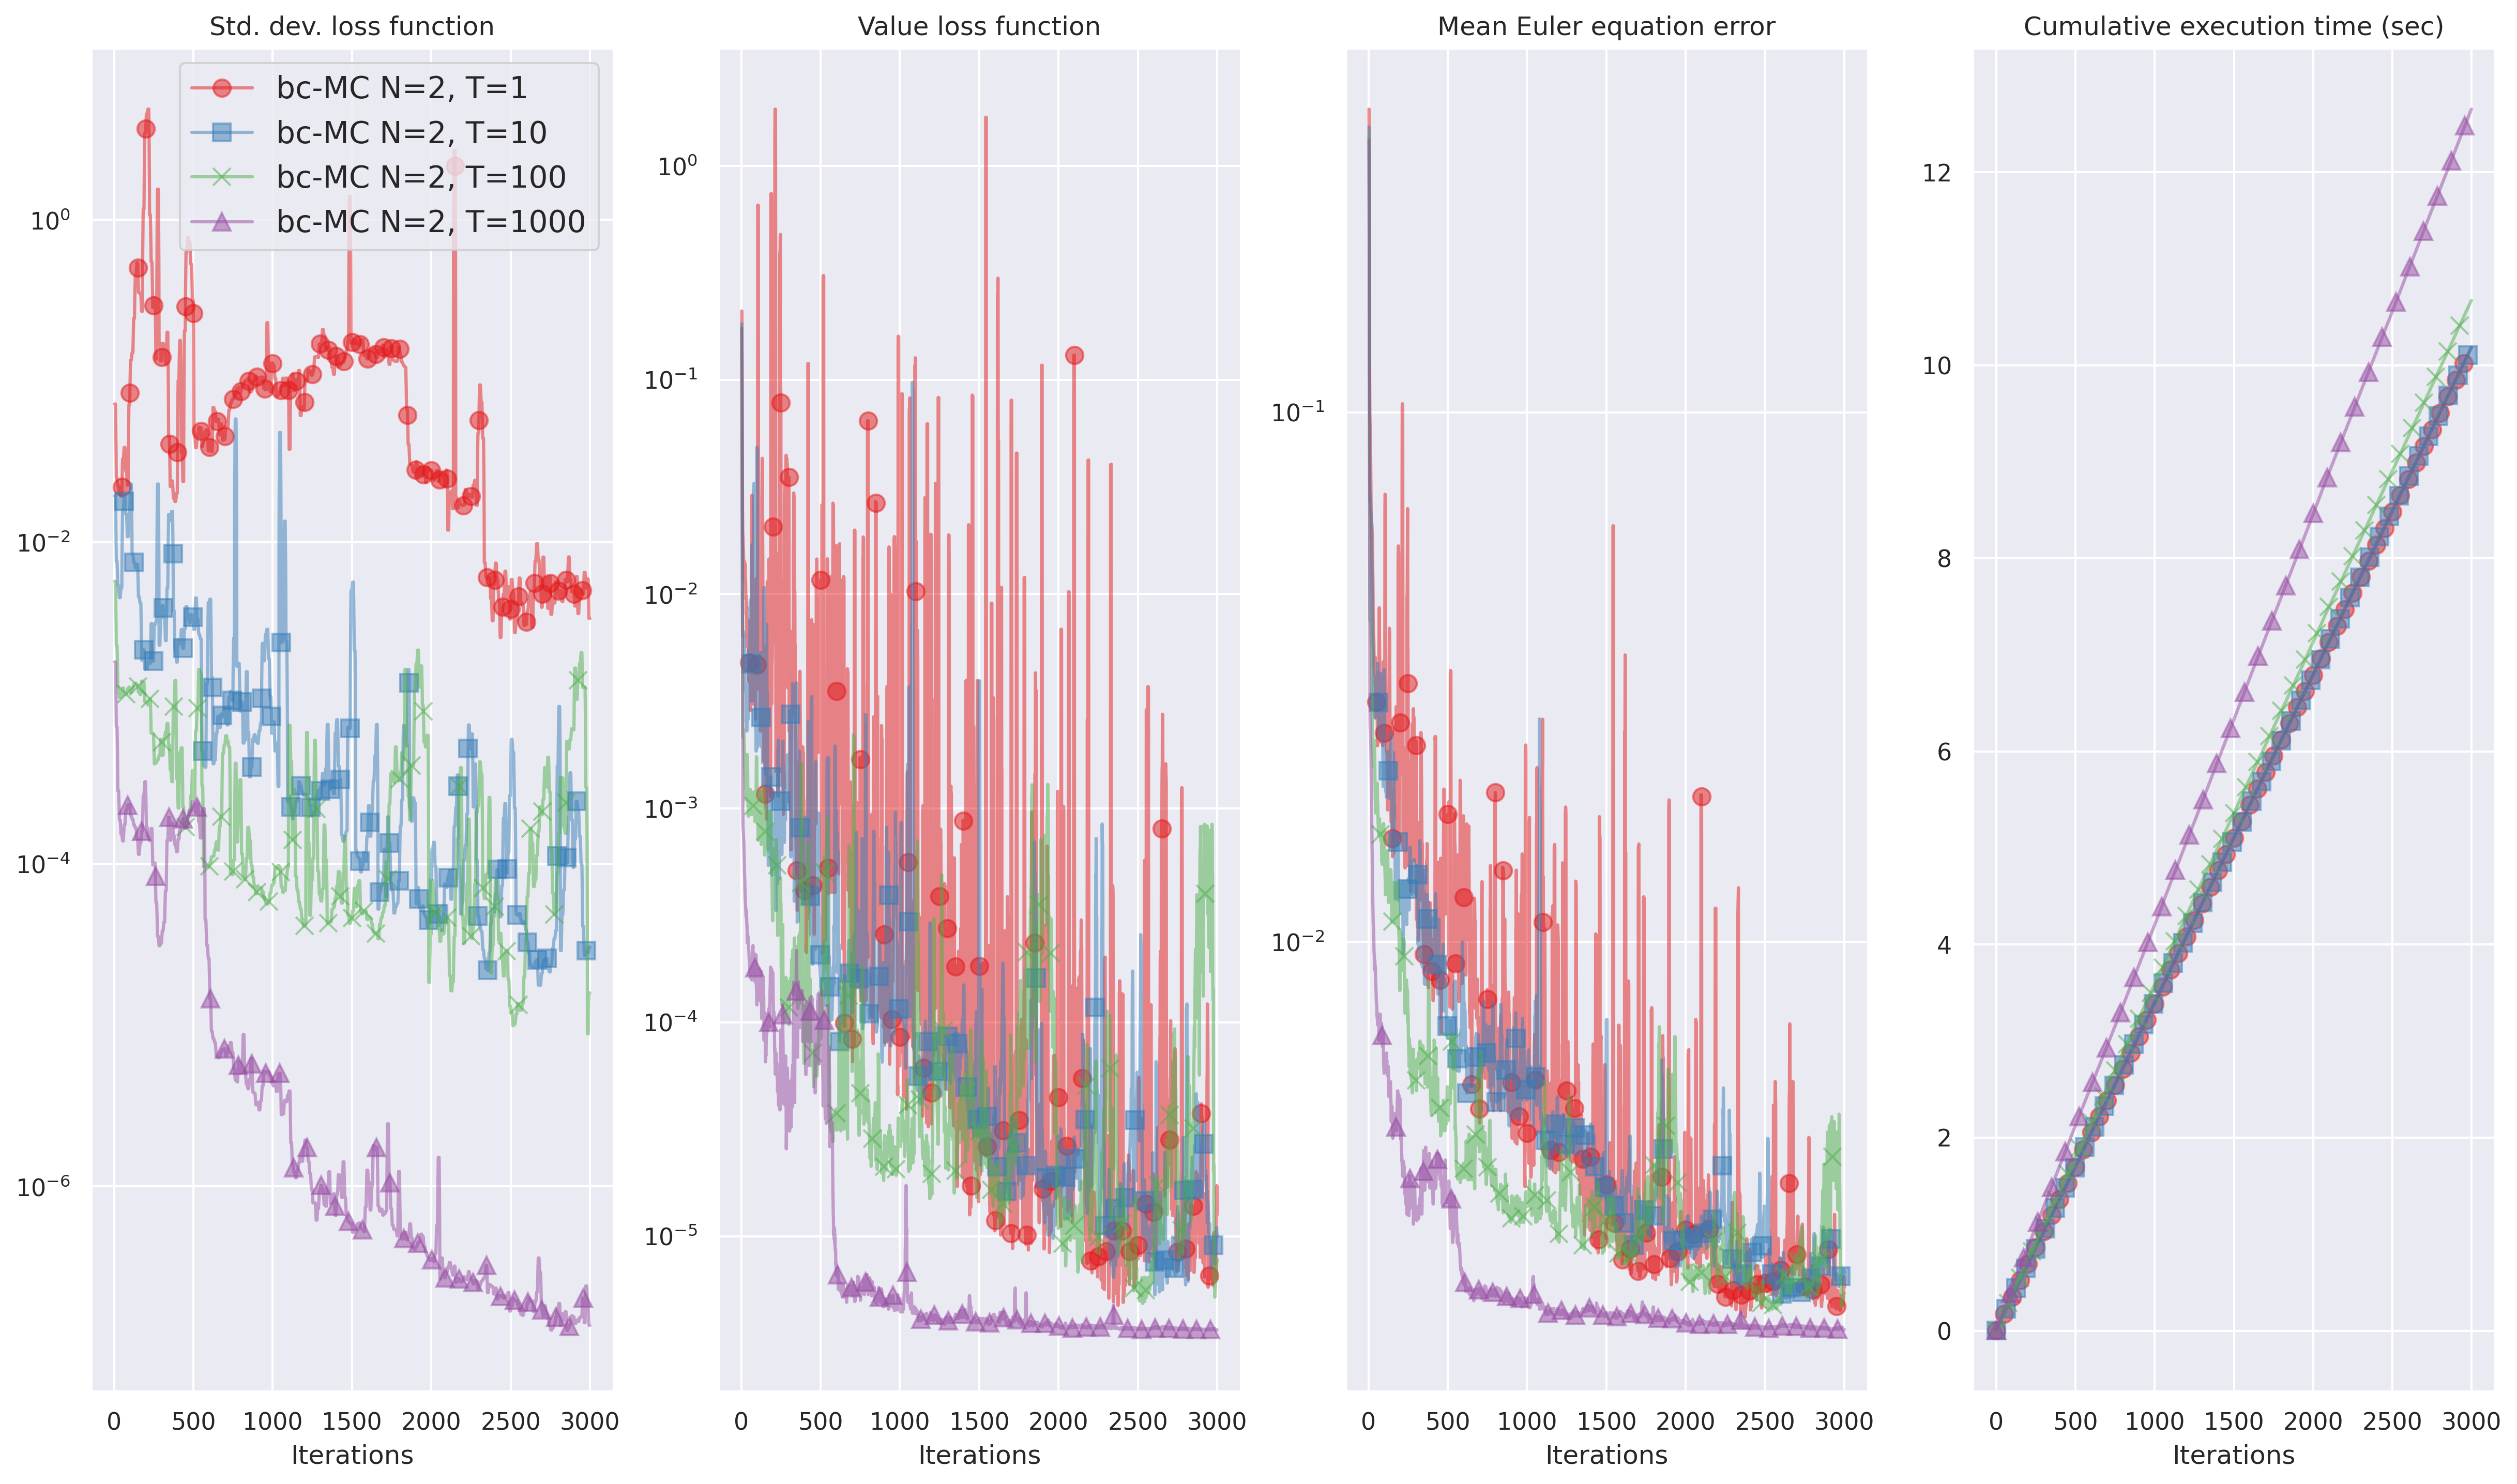 Std. dev. loss function
Value loss function
Mean Euler equation error
Cumulative execution time (sec)
bc-MC N=2, T=1
bc-MC N=2, T=10
bc-MC N=2, T=100
bc-MC N=2, T=1000
10⁰
10⁻²
10⁻⁴
10⁻⁶
0 500 1000 1500 2000 2500 3000
Iterations
10⁰
10⁻¹
10⁻²
10⁻³
10⁻⁴
10⁻⁵
0 500 1000 1500 2000 2500 3000
Iterations
10⁻¹
10⁻²
0 500 1000 1500 2000 2500 3000
Iterations
12
10
8
6
4
2
0
0 500 1000 1500 2000 2500 3000
Iterations